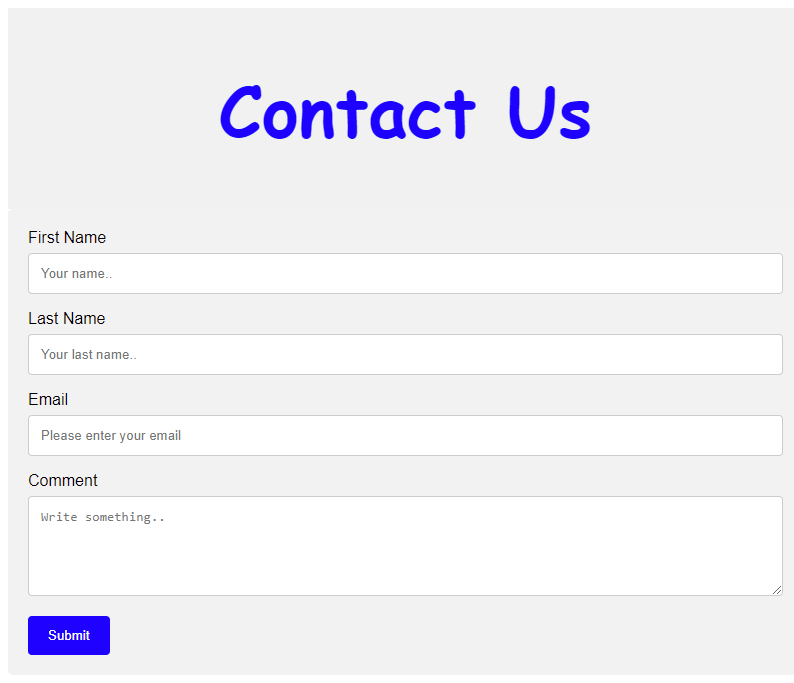 Contact Us
First Name
Your name..
Last Name
Your last name..
Email
Please enter your email
Comment
Write something..
Submit